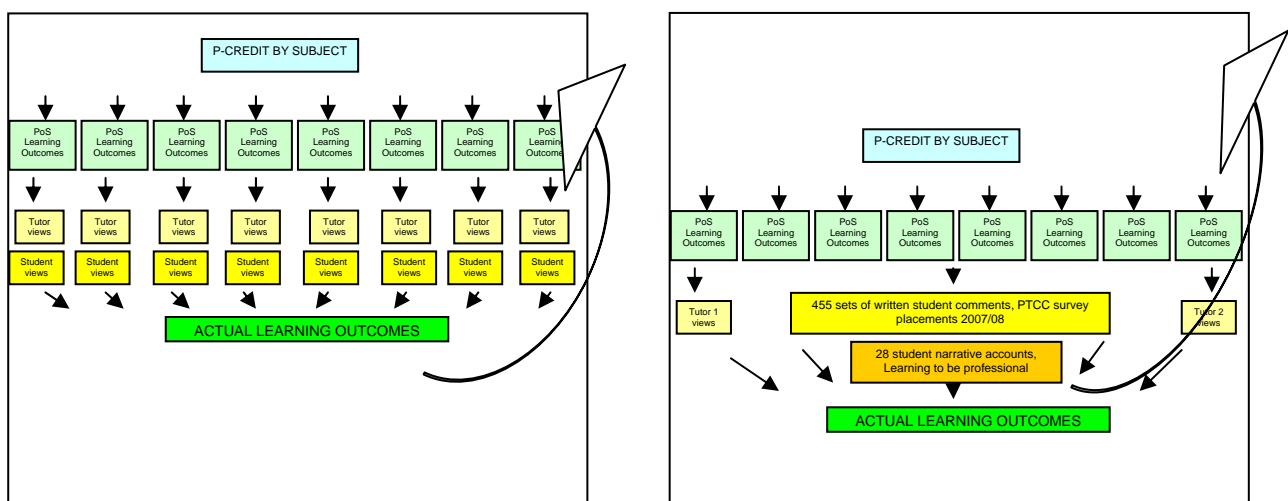 P-CREDIT BY SUBJECT
PoS
Learning
Outcomes
PoS
Learning
Outcomes
PoS
Learning
Outcomes
PoS
Learning
Outcomes
PoS
Learning
Outcomes
PoS
Learning
Outcomes
PoS
Learning
Outcomes
PoS
Tutor
views
Tutor
views
Tutor
views
Tutor
views
Tutor
views
Tutor
views
Tutor
views
Tutor
views
Student
views
Student
views
Student
views
Student
views
Student
views
Student
views
Student
views
Student
views
ACTUAL LEARNING OUTCOMES
P-CREDIT BY SUBJECT
PoS
Learning
Outcomes
PoS
Learning
Outcomes
PoS
Learning
Outcomes
PoS
Learning
Outcomes
PoS
Learning
Outcomes
PoS
Learning
Outcomes
PoS
Learning
Outcomes
PoS
Learning
Outcomes
Tutor 1
views
455 sets of written student comments, PTCC survey
placements 2007/08
Tutor 2
views
28 student narrative accounts,
Learning to be professional
ACTUAL LEARNING OUTCOMES